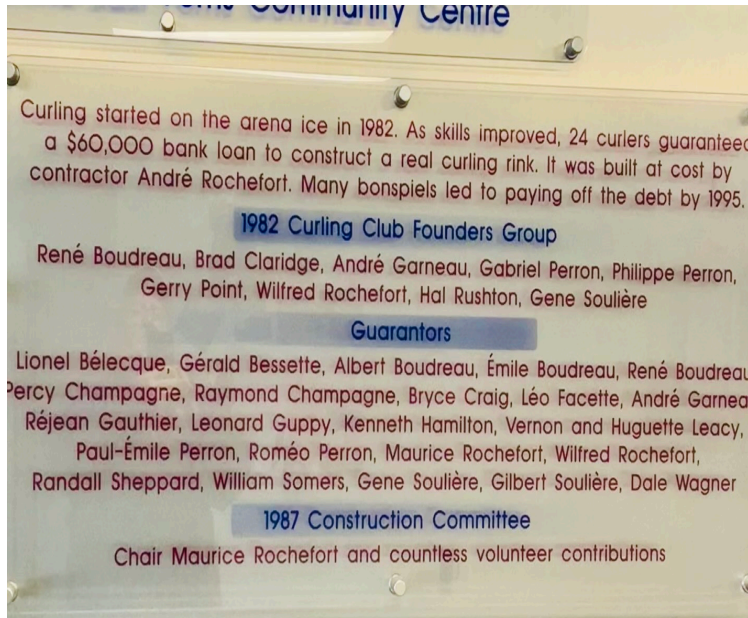 Community Centre
Curling started on the arena ice in 1982. As skills improved, 24 curlers guaranteed
a $60,000 bank loan to construct a real curling rink. It was built at cost by
contractor André Rochefort. Many bonspiels led to paying off the debt by 1995.
1982 Curling Club Founders Group
René Boudreau, Brad Claridge, André Garneau, Gabriel Perron, Philippe Perron,
Gerry Point, Wilfred Rochefort, Hal Rushton, Gene Soulière
Guarantors
Lionel Bélecque, Gérald Bessette, Albert Boudreau, Émile Boudreau, René Boudreau
Percy Champagne, Raymond Champagne, Bryce Craig, Léo Facette, André Garnea
Réjean Gauthier, Leonard Guppy, Kenneth Hamilton, Vernon and Huguette Leacy,
Paul-Émile Perron, Roméo Perron, Maurice Rochefort, Wilfred Rochefort,
Randall Sheppard, William Somers, Gene Soulière, Gilbert Soulière, Dale Wagner
1987 Construction Committee
Chair Maurice Rochefort and countless volunteer contributions